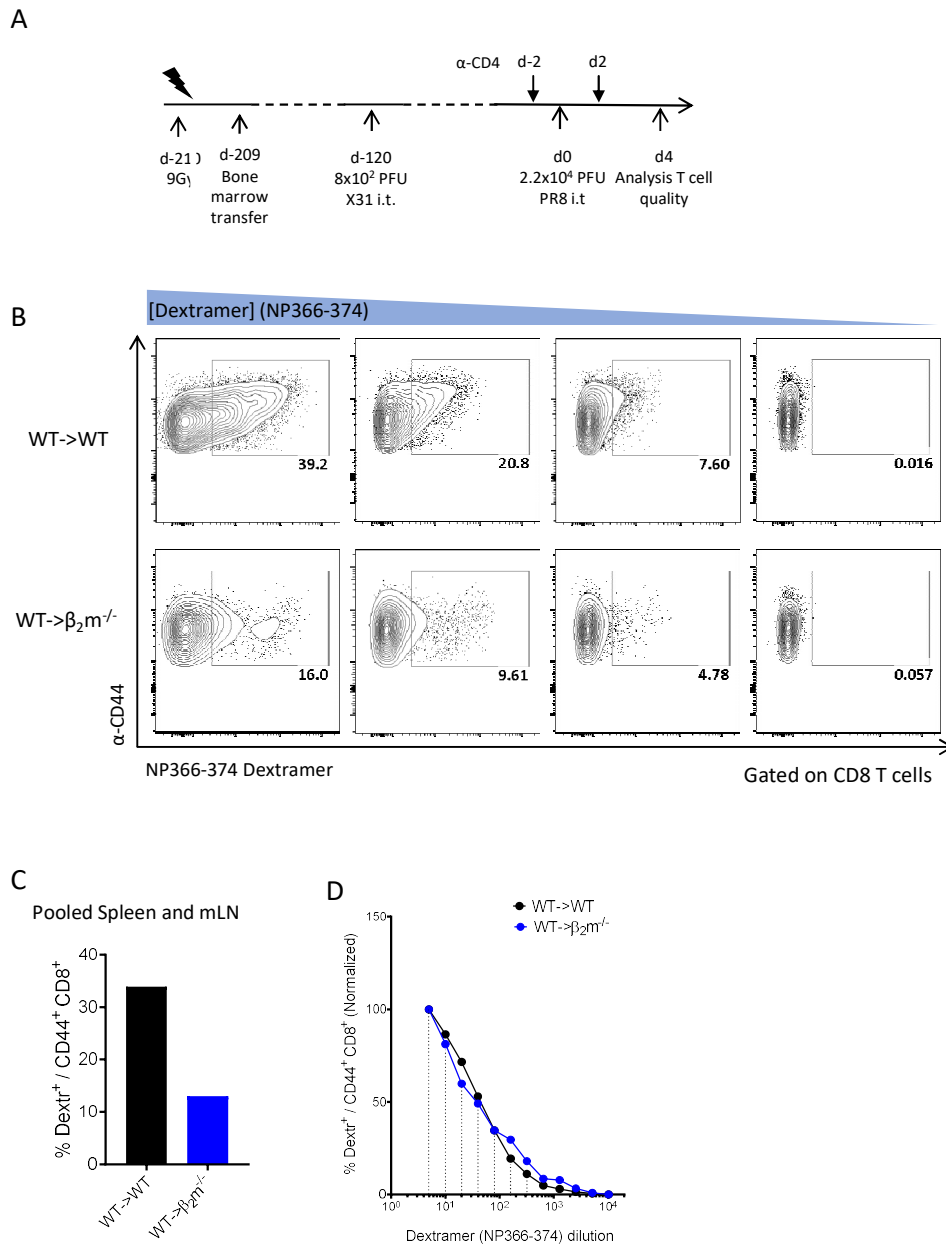 A
α-CD4
d-2
d2
d-209
Bone
marrow
transfer
d-120
8x10² PFU
X31 i.t.
d0
2.2x10⁴ PFU
PR8 i.t
d4
Analysis T cell
quality
B
[Dextramer] (NP366-374)
WT->WT
39.2
20.8
7.60
0.016
WT->β₂m⁻/⁻
16.0
9.61
4.78
0.057
α-CD44
NP366-374 Dextramer
Gated on CD8 T cells
C
Pooled Spleen and mLN
% Dextr⁺ / CD44⁺ CD8⁺
40
30
20
10
0
WT->WT
WT->β₂m⁻/⁻
D
WT->WT
WT->β₂m⁻/⁻
% Dextr⁺ / CD44⁺ CD8⁺ (Normalized)
150
100
50
0
10⁰
10¹
10²
10³
10⁴
Dextramer (NP366-374) dilution